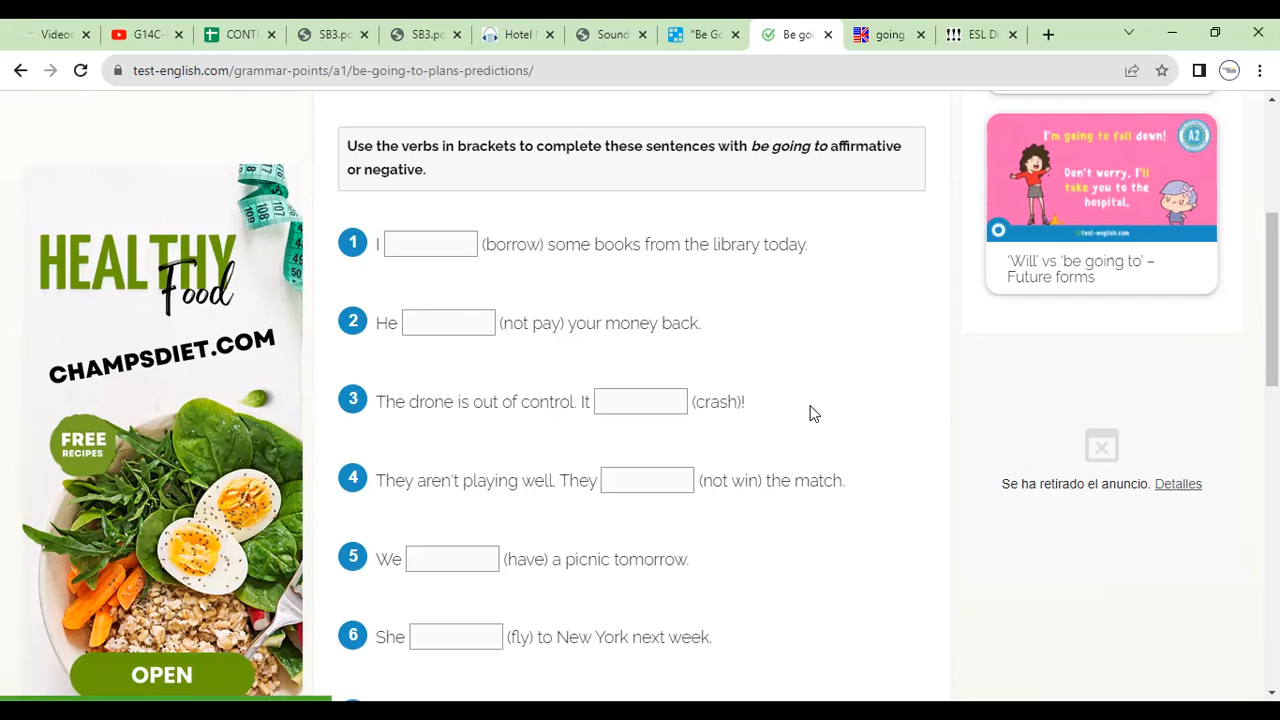 Videoc
G14C-
CONT
SB3.pc
SB3.pc
Hotel
Sound
"Be Go
Be goi
going
ESL Di
test-english.com/grammar-points/a1/be-going-to-plans-predictions/
HEALTHY
Food
CHAMPSDIET.COM
FREE
RECIPES
OPEN
Use the verbs in brackets to complete these sentences with be going to affirmative
or negative.
1 I (borrow) some books from the library today.
2 He (not pay) your money back.
3 The drone is out of control. It (crash)!
4 They aren't playing well. They (not win) the match.
5 We (have) a picnic tomorrow.
6 She (fly) to New York next week.
I'm going to fall down!
A2
Don't worry, I'll
take you to the
hospital.
test-english.com
'Will' vs 'be going to' –
Future forms
Se ha retirado el anuncio. Detalles